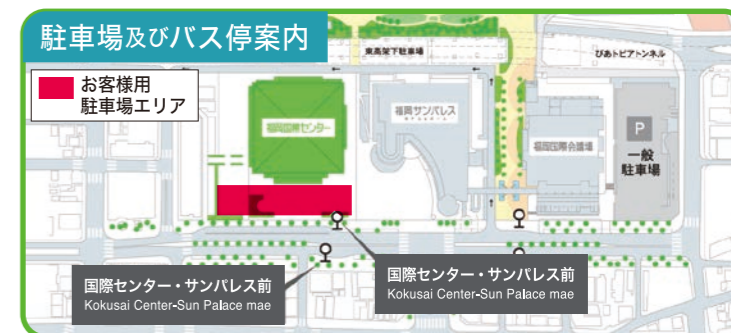 駐車場及びバス停案内
お客様用
駐車場エリア
東高架下駐車場
ぴあトピアトンネル
福岡国際センター
福岡サンパレス
福岡国際会議場
P
一般
駐車場
国際センター・サンパレス前
Kokusai Center-Sun Palace mae
国際センター・サンパレス前
Kokusai Center-Sun Palace mae